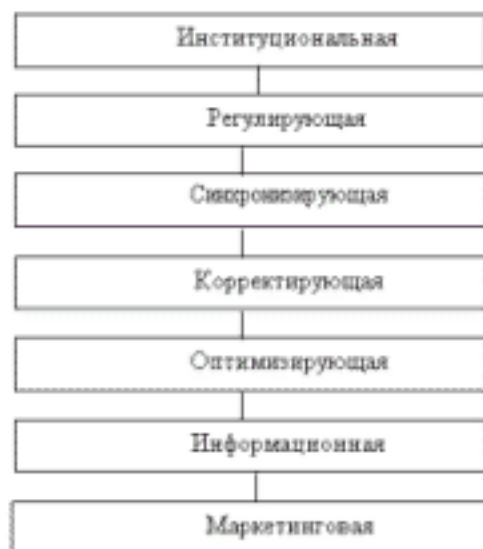 Институциональная
Регулирующая
Синхронизирующая
Корректирующая
Оптимизирующая
Информационная
Маркетинговая